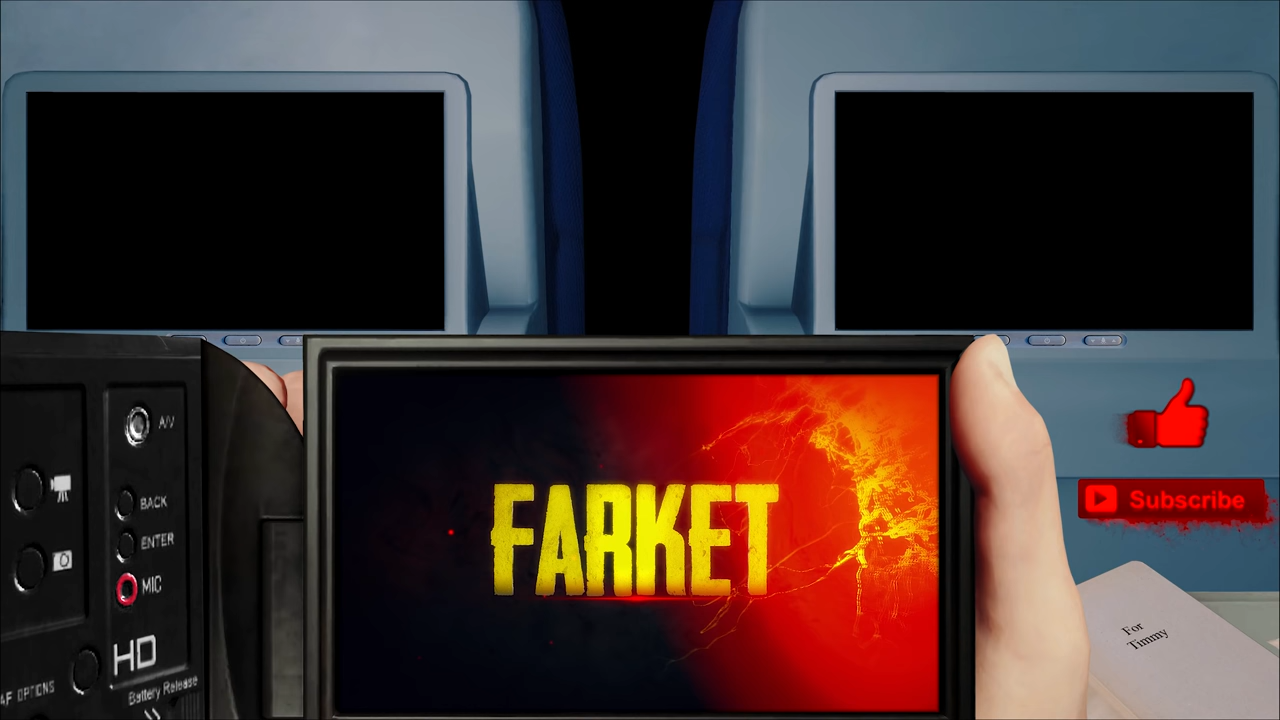 FARKET
A/V
BACK
ENTER
MIC
HD
AF OPTIONS
Battery Release
Subscribe
For
Timmy